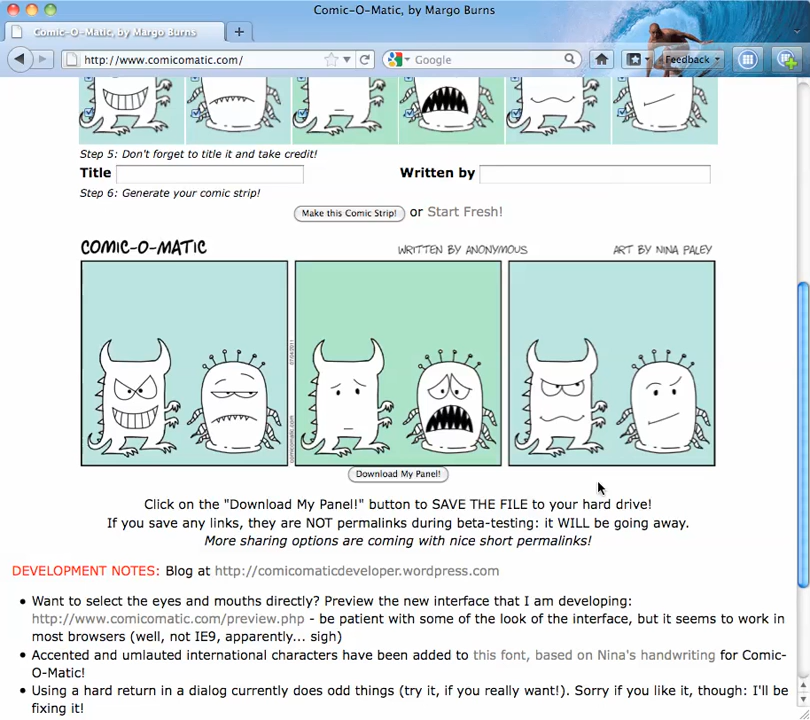 Comic-O-Matic, by Margo Burns
Comic-O-Matic, by Margo Burns
http://www.comicomatic.com/
Google
Feedback
Step 5: Don't forget to title it and take credit!
Title
Written by
Step 6: Generate your comic strip!
Make this Comic Strip! or Start Fresh!
COMIC-O-MATIC
WRITTEN BY ANONYMOUS
ART BY NINA PALEY
comicomatic.com
Download My Panel!
Click on the "Download My Panel!" button to SAVE THE FILE to your hard drive!
If you save any links, they are NOT permalinks during beta-testing: it WILL be going away.
More sharing options are coming with nice short permalinks!
DEVELOPMENT NOTES: Blog at http://comicomaticdeveloper.wordpress.com
• Want to select the eyes and mouths directly? Preview the new interface that I am developing:
http://www.comicomatic.com/preview.php - be patient with some of the look of the interface, but it seems to work in
most browsers (well, not IE9, apparently... sigh)
• Accented and umlauted international characters have been added to this font, based on Nina's handwriting for Comic-
O-Matic!
• Using a hard return in a dialog currently does odd things (try it, if you really want!). Sorry if you like it, though: I'll be
fixing it!